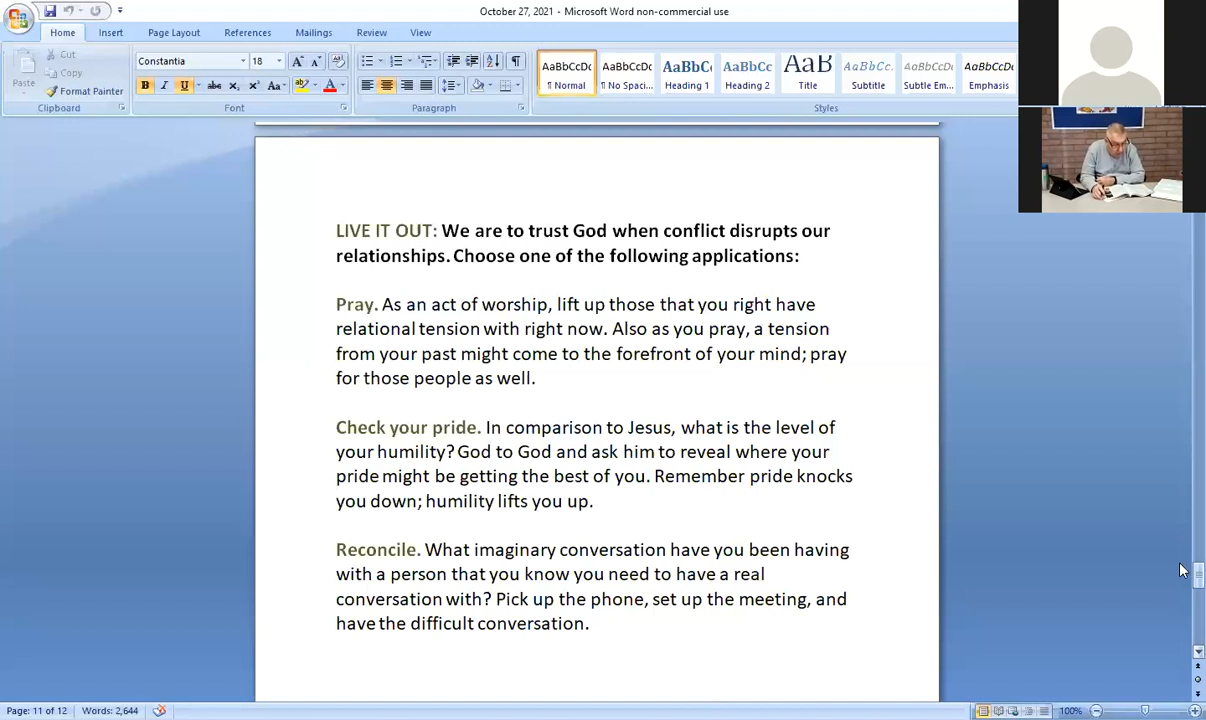 October 27, 2021 - Microsoft Word non-commercial use
Home Insert Page Layout References Mailings Review View
Paste
Cut
Copy
Format Painter
Clipboard
Constantia 18
Font
Paragraph
AaBbCcDc AaBbCcDc AaBbC AaBbCc AaB AaBbCc. AaBbCcDc AaBbCcDc
¶ Normal ¶ No Spaci... Heading 1 Heading 2 Title Subtitle Subtle Em... Emphasis
Styles
LIVE IT OUT: We are to trust God when conflict disrupts our
relationships. Choose one of the following applications:
Pray. As an act of worship, lift up those that you right have
relational tension with right now. Also as you pray, a tension
from your past might come to the forefront of your mind; pray
for those people as well.
Check your pride. In comparison to Jesus, what is the level of
your humility? God to God and ask him to reveal where your
pride might be getting the best of you. Remember pride knocks
you down; humility lifts you up.
Reconcile. What imaginary conversation have you been having
with a person that you know you need to have a real
conversation with? Pick up the phone, set up the meeting, and
have the difficult conversation.
Page: 11 of 12 Words: 2,644 100%